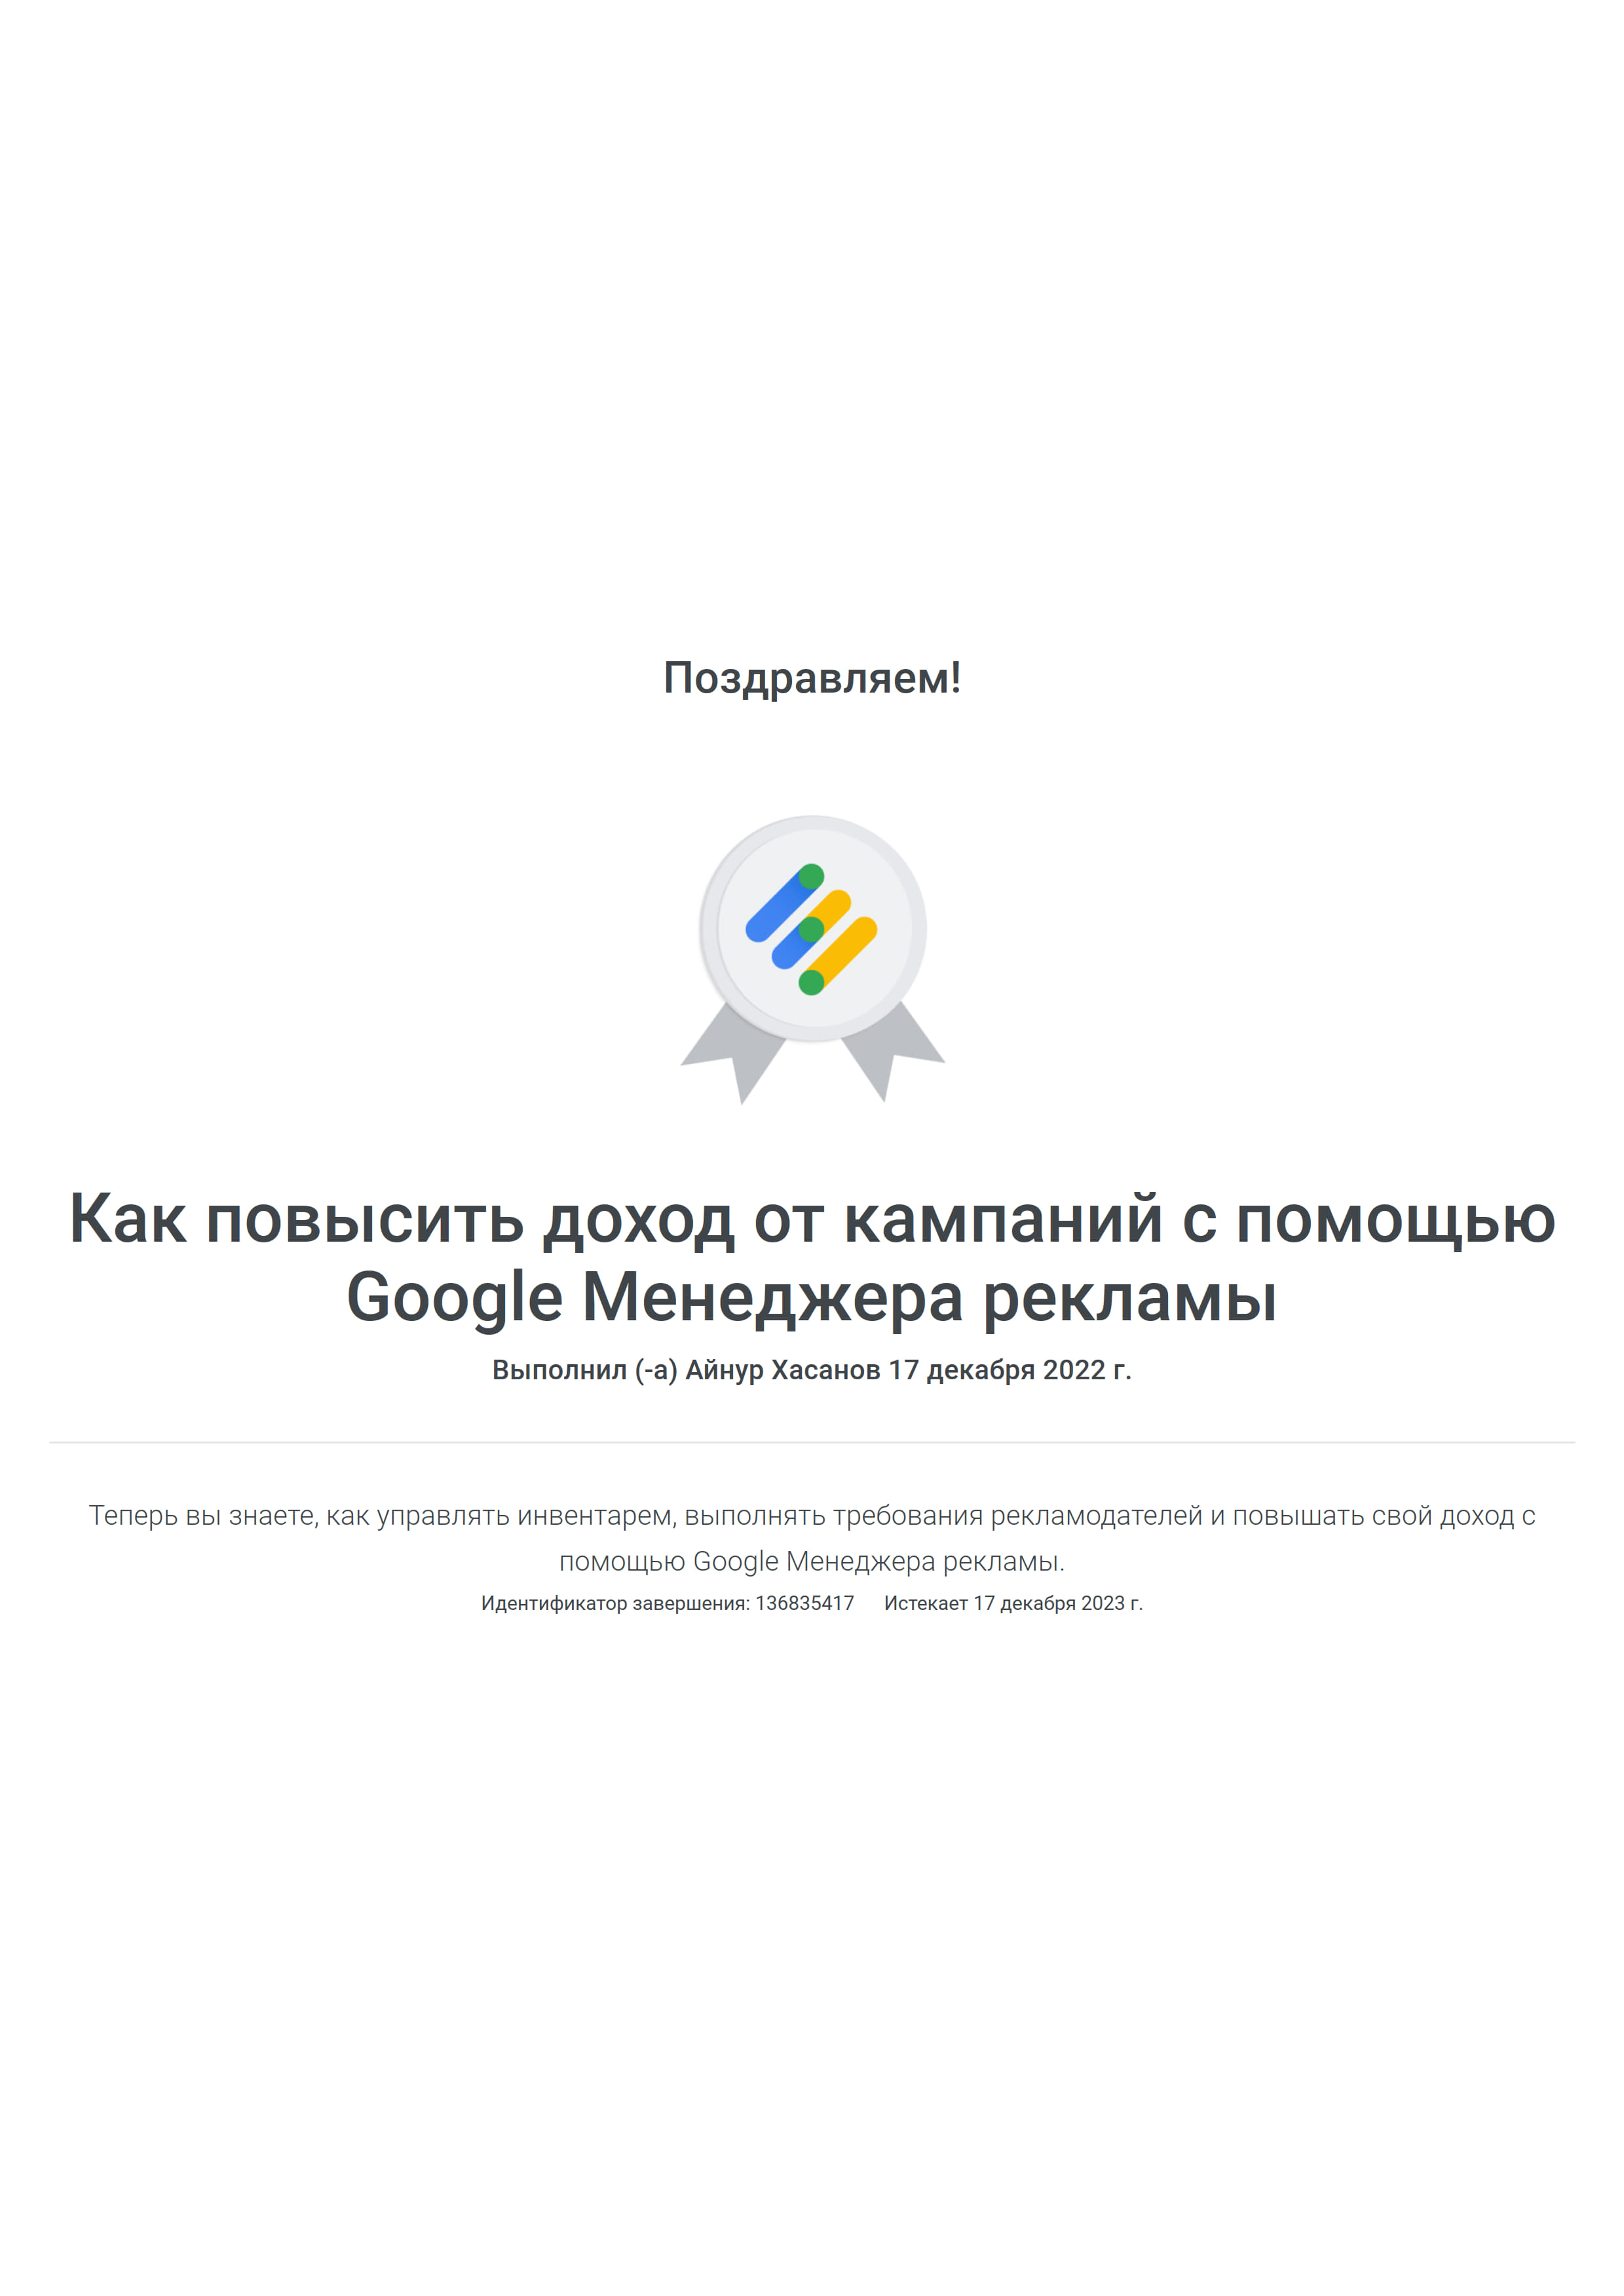 Поздравляем!
Как повысить доход от кампаний с помощью
Google Менеджера рекламы
Выполнил (-а) Айнур Хасанов 17 декабря 2022 г.
Теперь вы знаете, как управлять инвентарем, выполнять требования рекламодателей и повышать свой доход с
помощью Google Менеджера рекламы.
Идентификатор завершения: 136835417 Истекает 17 декабря 2023 г.